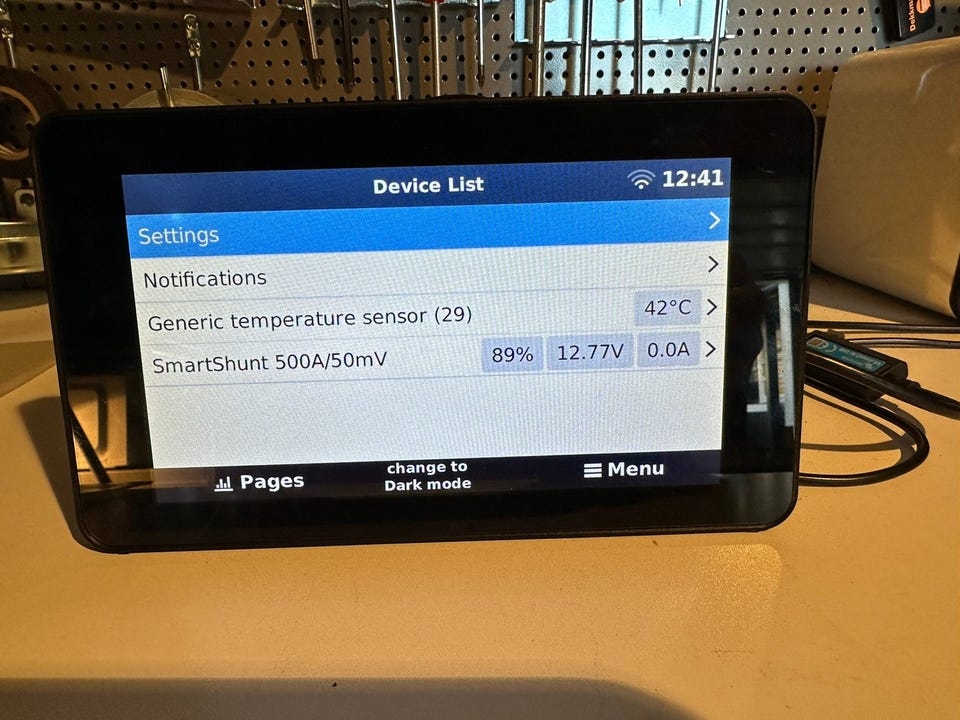 Device List 12:41
Settings
Notifications
Generic temperature sensor (29) 42°C
SmartShunt 500A/50mV 89% 12.77V 0.0A
Pages change to Dark mode Menu